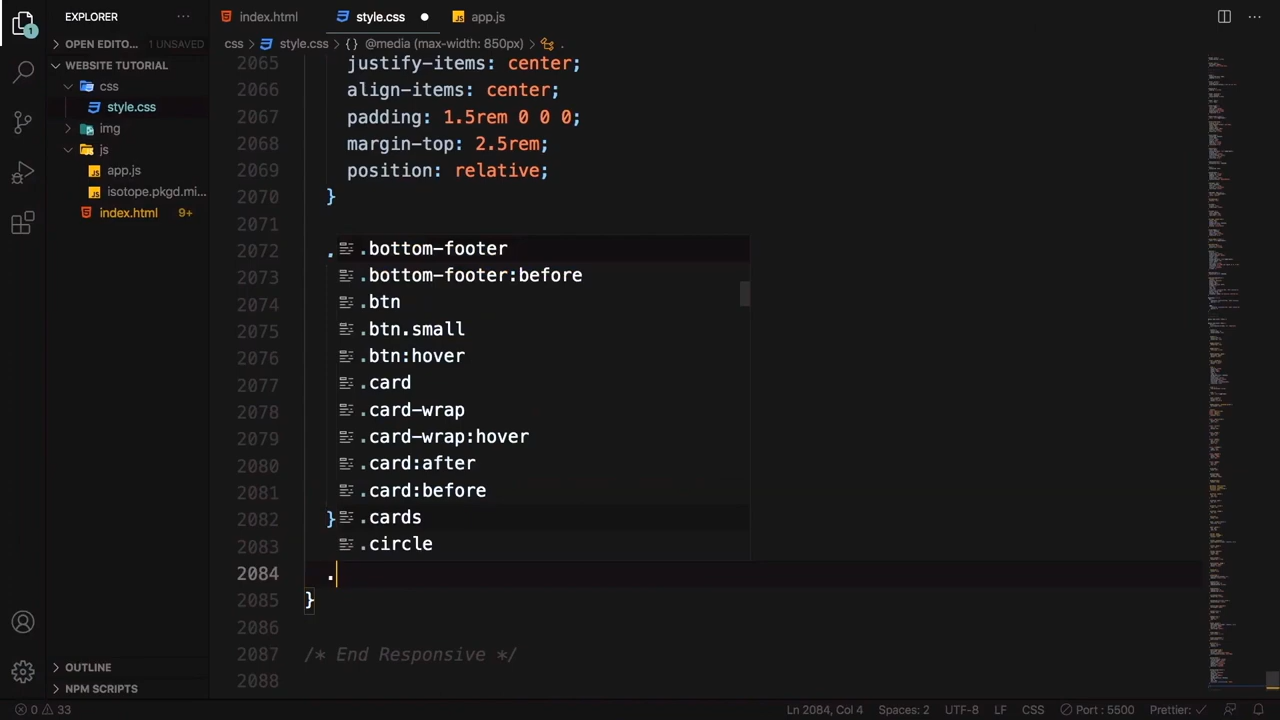 EXPLORER
index.html
style.css
app.js
OPEN EDITO... 1 UNSAVED
css > style.css > {} @media (max-width: 850px) > .
WEBSITE TUTORIAL
css
style.css
img
js
app.js
isotope.pkgd.mi...
index.html 9+
1
2065 justify-items: center;
2066 align-items: center;
2067 padding: 1.5rem 0 0 0;
2068 margin-top: 2.5rem;
2069 position: relative;
2070 }
2071
2072 . .bottom-footer
2073 .bottom-footer:before
2074 .btn
2075 .btn.small
2076 .btn:hover
2077 .card
2078 .card-wrap
2079 .card-wrap:hover
2080 .card:after
2081 .card:before
2082 } .cards
2083 .circle
2084 .
2085 }
2086
2087 /* End Responsive */
2088
OUTLINE
NPM SCRIPTS
0 33
Ln 2084, Col 4
Spaces: 2
UTF-8
LF
CSS
Port : 5500
Prettier: ✓